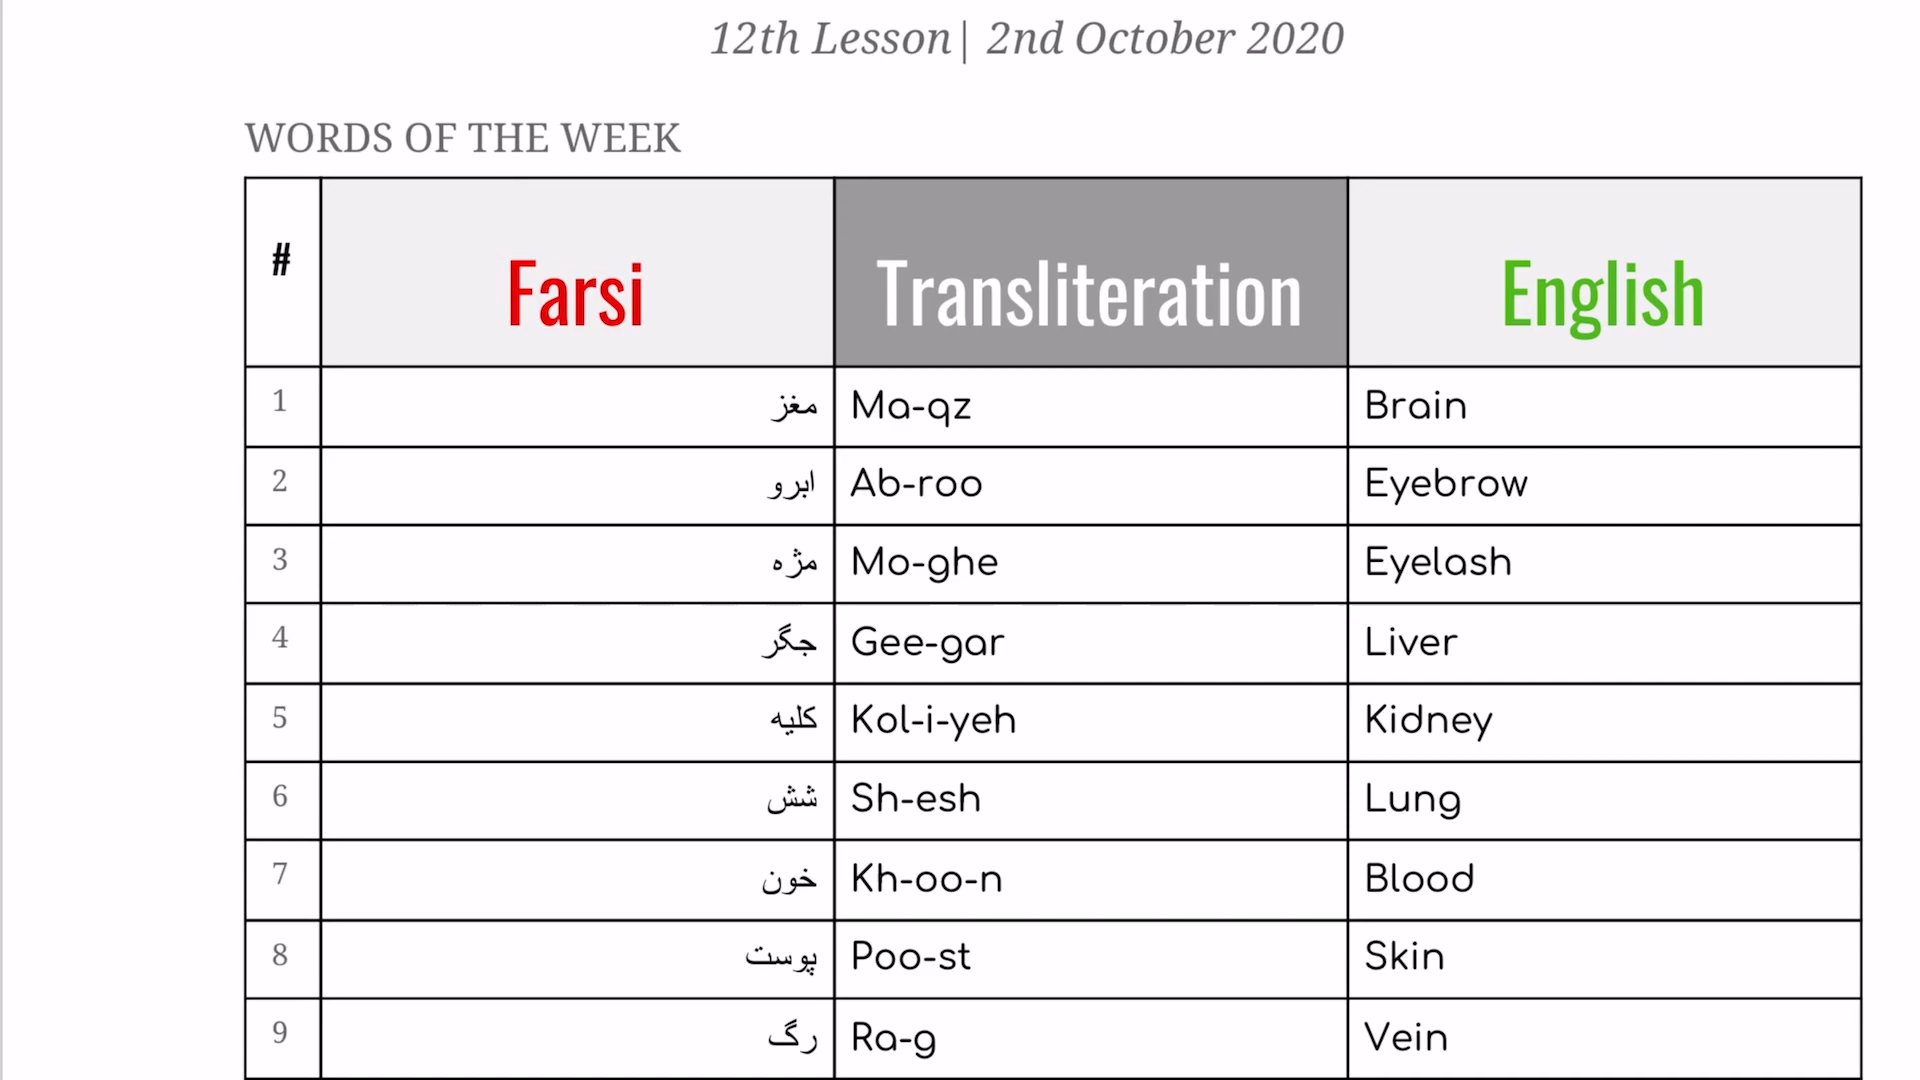 12th Lesson| 2nd October 2020
WORDS OF THE WEEK
# Farsi Transliteration English
1 مغز Ma-qz Brain
2 ابرو Ab-roo Eyebrow
3 مژه Mo-ghe Eyelash
4 جگر Gee-gar Liver
5 کلیه Kol-i-yeh Kidney
6 شش Sh-esh Lung
7 خون Kh-oo-n Blood
8 پوست Poo-st Skin
9 رگ Ra-g Vein